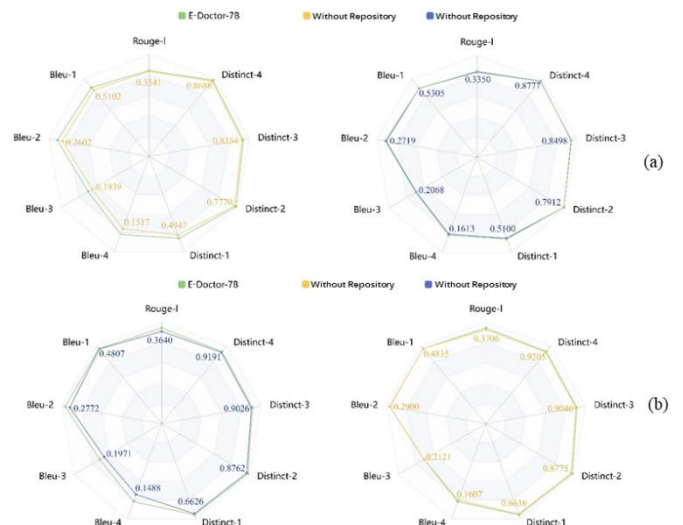 E-Doctor-7B Without Repository Without Repository
Rouge-l
Bleu-1
Bleu-2
Bleu-3
Bleu-4
Distinct-1
Distinct-2
Distinct-3
Distinct-4
0.3341
0.5102
0.2602
0.1939
0.1517
0.4947
0.7770
0.8354
0.8688
Rouge-l
Bleu-1
Bleu-2
Bleu-3
Bleu-4
Distinct-1
Distinct-2
Distinct-3
Distinct-4
0.3350
0.5305
0.2719
0.2068
0.1613
0.5100
0.7912
0.8498
0.8777
(a)
E-Doctor-7B Without Repository Without Repository
Rouge-l
Bleu-1
Bleu-2
Bleu-3
Bleu-4
Distinct-1
Distinct-2
Distinct-3
Distinct-4
0.3640
0.4807
0.2772
0.1971
0.1488
0.6626
0.8762
0.9026
0.9191
Rouge-l
Bleu-1
Bleu-2
Bleu-3
Bleu-4
Distinct-1
Distinct-2
Distinct-3
Distinct-4
0.3706
0.4835
0.2900
0.2121
0.1607
0.6636
0.8775
0.9040
0.9205
(b)